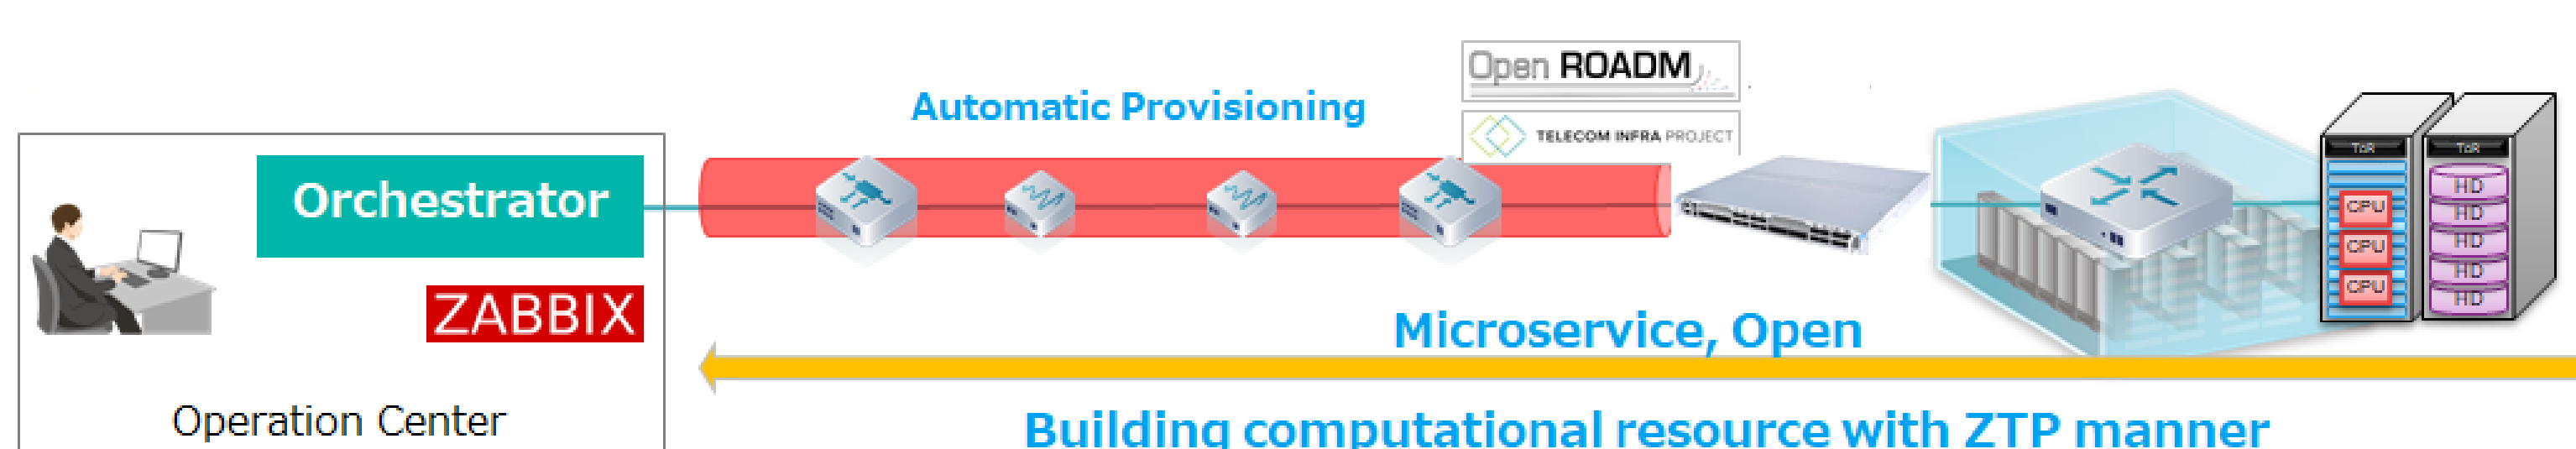 Open ROADM
Automatic Provisioning
TELECOM INFRA PROJECT
ToR
ToR
Orchestrator
HD
CPU
HD
CPU
HD
HD
CPU
HD
ZABBIX
Microservice, Open
Operation Center
Building computational resource with ZTP manner